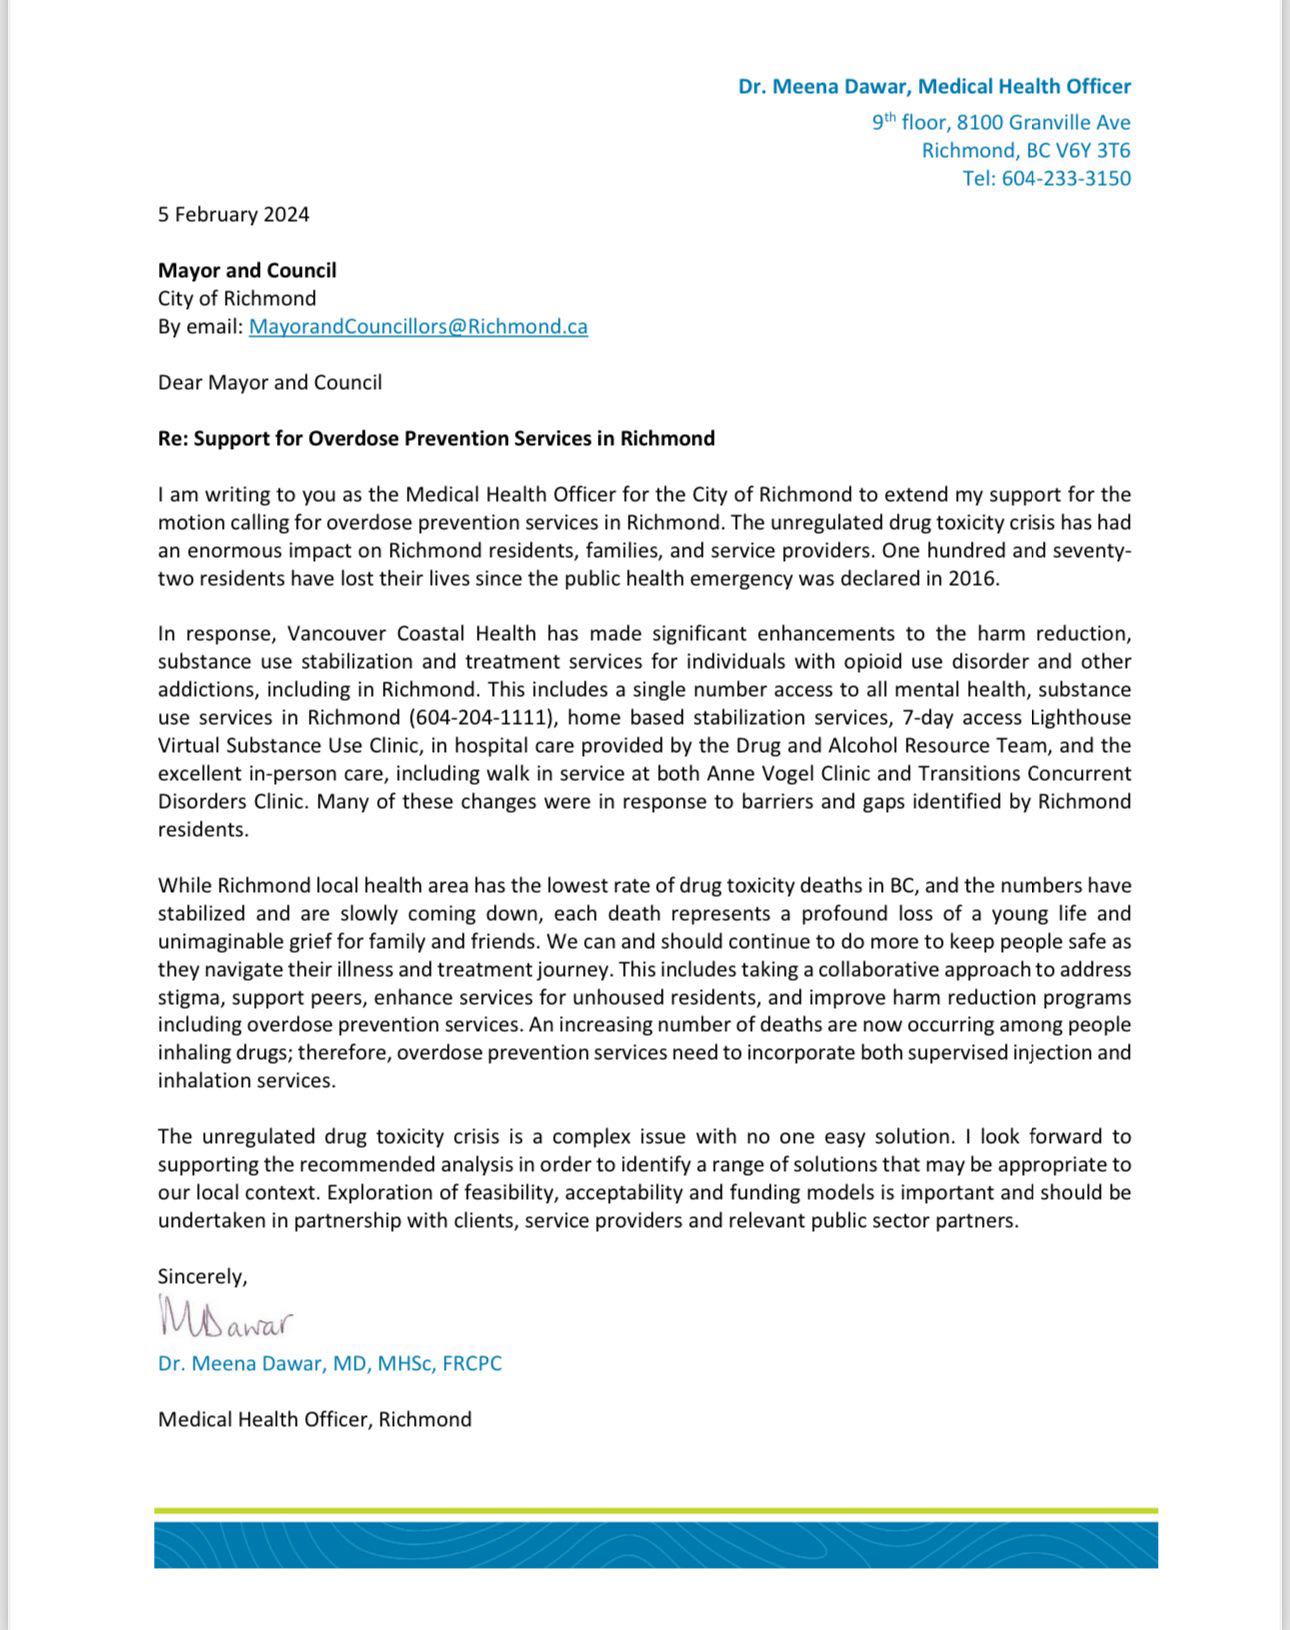 Dr. Meena Dawar, Medical Health Officer
9th floor, 8100 Granville Ave
Richmond, BC V6Y 3T6
Tel: 604-233-3150
5 February 2024
Mayor and Council
City of Richmond
By email: MayorandCouncillors@Richmond.ca
Dear Mayor and Council
Re: Support for Overdose Prevention Services in Richmond
I am writing to you as the Medical Health Officer for the City of Richmond to extend my support for the
motion calling for overdose prevention services in Richmond. The unregulated drug toxicity crisis has had
an enormous impact on Richmond residents, families, and service providers. One hundred and seventy-
two residents have lost their lives since the public health emergency was declared in 2016.
In response, Vancouver Coastal Health has made significant enhancements to the harm reduction,
substance use stabilization and treatment services for individuals with opioid use disorder and other
addictions, including in Richmond. This includes a single number access to all mental health, substance
use services in Richmond (604-204-1111), home based stabilization services, 7-day access Lighthouse
Virtual Substance Use Clinic, in hospital care provided by the Drug and Alcohol Resource Team, and the
excellent in-person care, including walk in service at both Anne Vogel Clinic and Transitions Concurrent
Disorders Clinic. Many of these changes were in response to barriers and gaps identified by Richmond
residents.
While Richmond local health area has the lowest rate of drug toxicity deaths in BC, and the numbers have
stabilized and are slowly coming down, each death represents a profound loss of a young life and
unimaginable grief for family and friends. We can and should continue to do more to keep people safe as
they navigate their illness and treatment journey. This includes taking a collaborative approach to address
stigma, support peers, enhance services for unhoused residents, and improve harm reduction programs
including overdose prevention services. An increasing number of deaths are now occurring among people
inhaling drugs; therefore, overdose prevention services need to incorporate both supervised injection and
inhalation services.
The unregulated drug toxicity crisis is a complex issue with no one easy solution. I look forward to
supporting the recommended analysis in order to identify a range of solutions that may be appropriate to
our local context. Exploration of feasibility, acceptability and funding models is important and should be
undertaken in partnership with clients, service providers and relevant public sector partners.
Sincerely,
MDawar
Dr. Meena Dawar, MD, MHSc, FRCPC
Medical Health Officer, Richmond